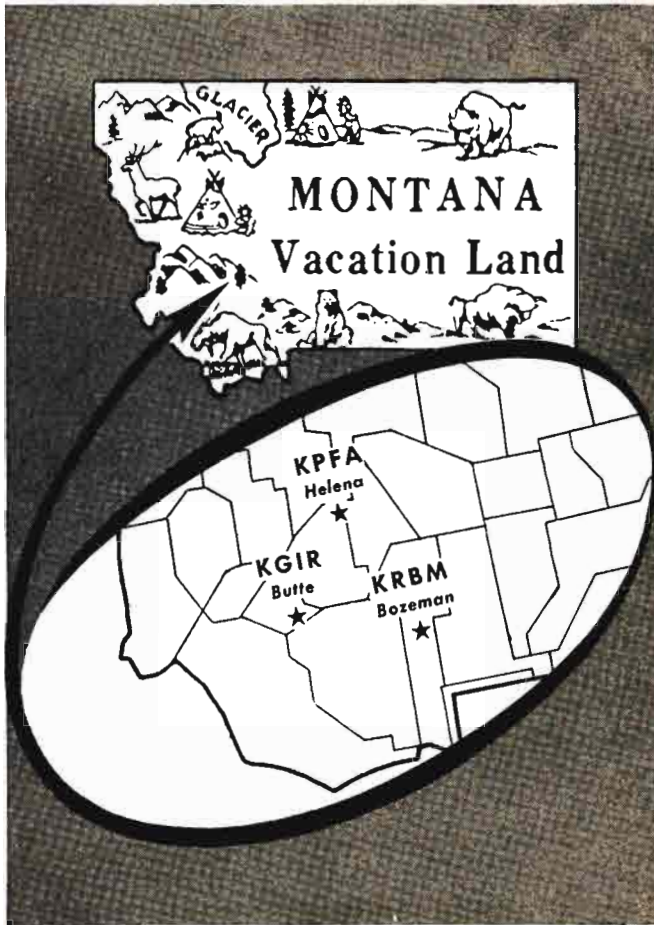 GLACIER
MONTANA
Vacation Land
KPFA
Helena
KGIR
Butte
KRBM
Bozeman